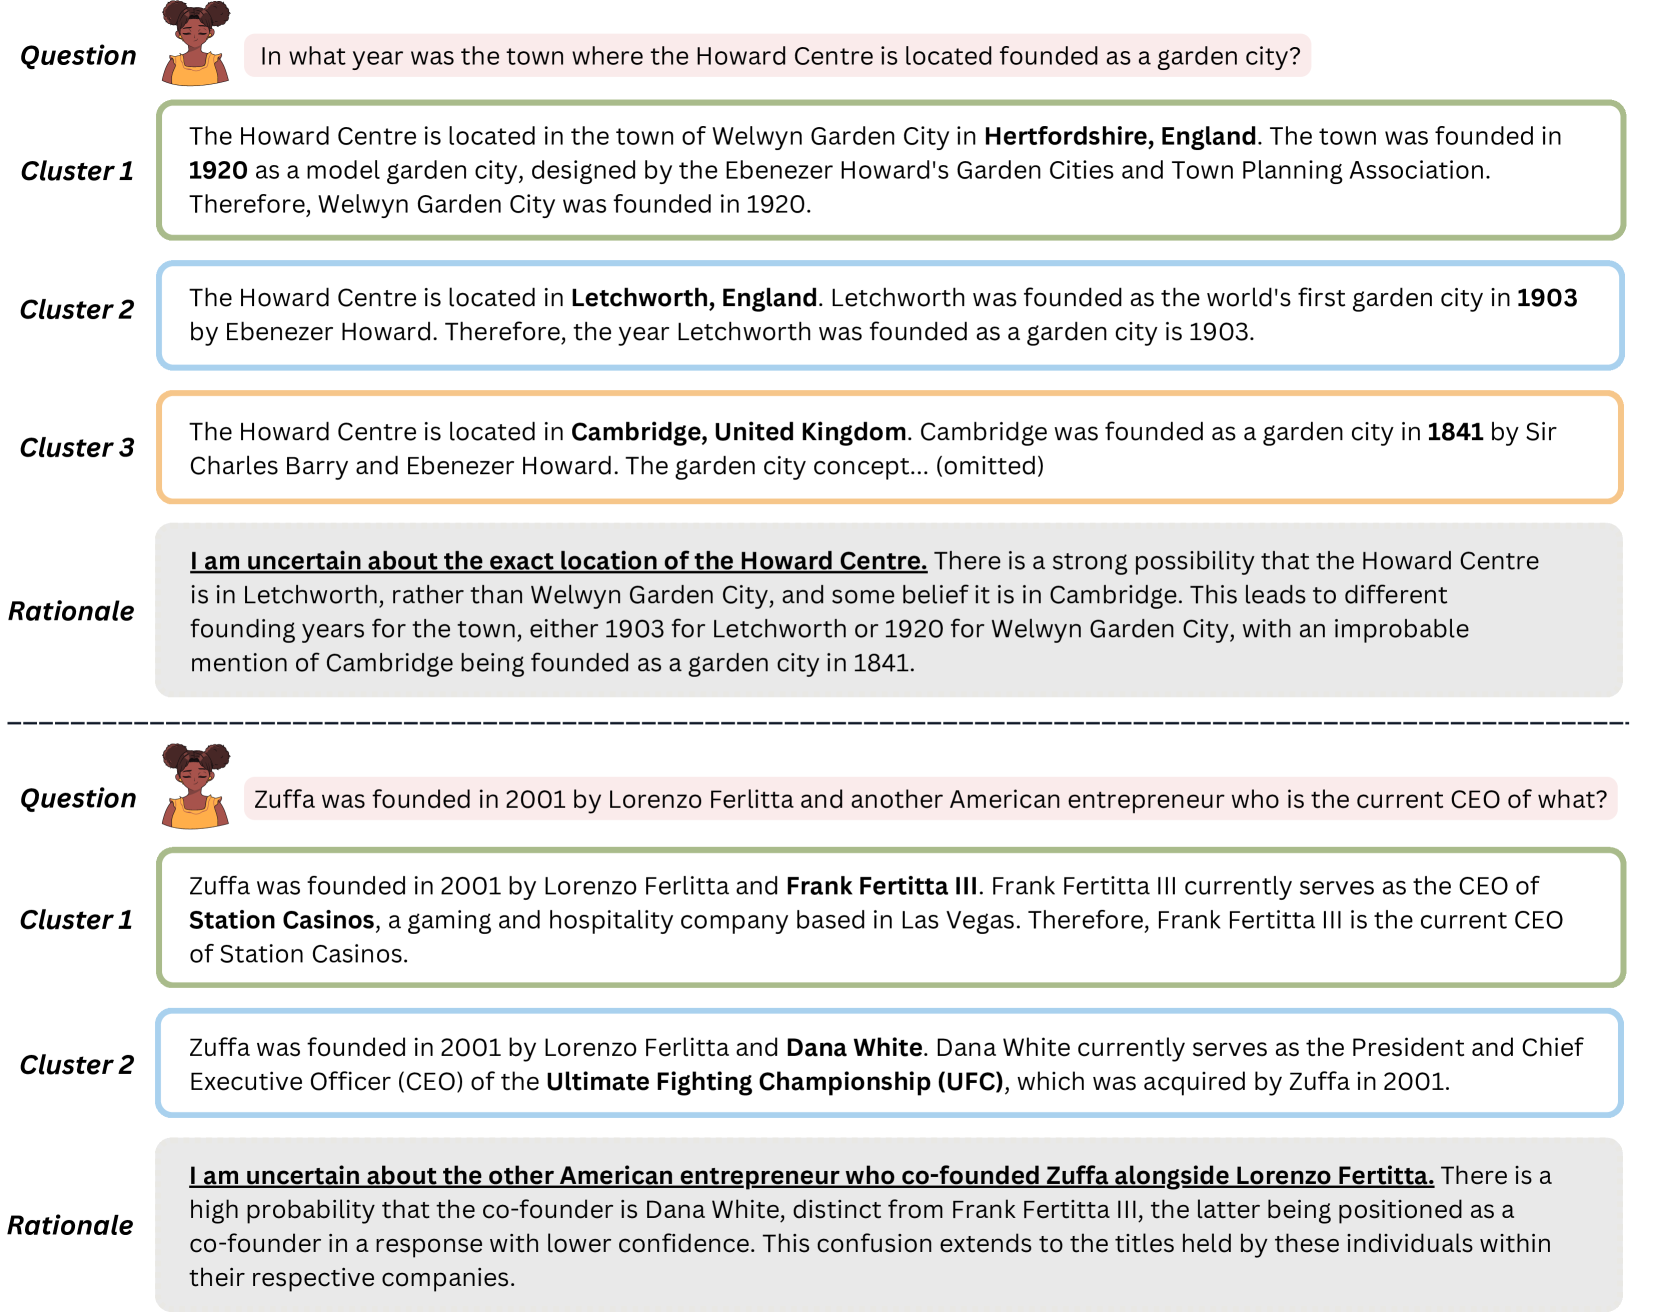 Question
In what year was the town where the Howard Centre is located founded as a garden city?
Cluster 1
The Howard Centre is located in the town of Welwyn Garden City in Hertfordshire, England. The town was founded in
1920 as a model garden city, designed by the Ebenezer Howard's Garden Cities and Town Planning Association.
Therefore, Welwyn Garden City was founded in 1920.
Cluster 2
The Howard Centre is located in Letchworth, England. Letchworth was founded as the world's first garden city in 1903
by Ebenezer Howard. Therefore, the year Letchworth was founded as a garden city is 1903.
Cluster 3
The Howard Centre is located in Cambridge, United Kingdom. Cambridge was founded as a garden city in 1841 by Sir
Charles Barry and Ebenezer Howard. The garden city concept... (omitted)
Rationale
I am uncertain about the exact location of the Howard Centre. There is a strong possibility that the Howard Centre
is in Letchworth, rather than Welwyn Garden City, and some belief it is in Cambridge. This leads to different
founding years for the town, either 1903 for Letchworth or 1920 for Welwyn Garden City, with an improbable
mention of Cambridge being founded as a garden city in 1841.
Question
Zuffa was founded in 2001 by Lorenzo Ferlitta and another American entrepreneur who is the current CEO of what?
Cluster 1
Zuffa was founded in 2001 by Lorenzo Ferlitta and Frank Fertitta III. Frank Fertitta III currently serves as the CEO of
Station Casinos, a gaming and hospitality company based in Las Vegas. Therefore, Frank Fertitta III is the current CEO
of Station Casinos.
Cluster 2
Zuffa was founded in 2001 by Lorenzo Ferlitta and Dana White. Dana White currently serves as the President and Chief
Executive Officer (CEO) of the Ultimate Fighting Championship (UFC), which was acquired by Zuffa in 2001.
Rationale
I am uncertain about the other American entrepreneur who co-founded Zuffa alongside Lorenzo Fertitta. There is a
high probability that the co-founder is Dana White, distinct from Frank Fertitta III, the latter being positioned as a
co-founder in a response with lower confidence. This confusion extends to the titles held by these individuals within
their respective companies.